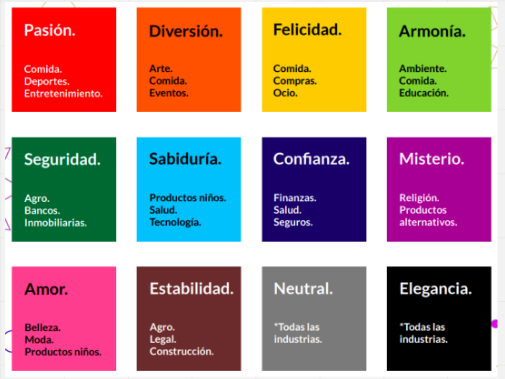 Pasión.
Comida.
Deportes.
Entretenimiento.
Diversión.
Arte.
Comida.
Eventos.
Felicidad.
Comida.
Compras.
Ocio.
Armonía.
Ambiente.
Comida.
Educación.
Seguridad.
Agro.
Bancos.
Inmobiliarias.
Sabiduría.
Productos niños.
Salud.
Tecnología.
Confianza.
Finanzas.
Salud.
Seguros.
Misterio.
Religión.
Productos
alternativos.
Amor.
Belleza.
Moda.
Productos niños.
Estabilidad.
Agro.
Legal.
Construcción.
Neutral.
*Todas las
industrias.
Elegancia.
*Todas las
industrias.